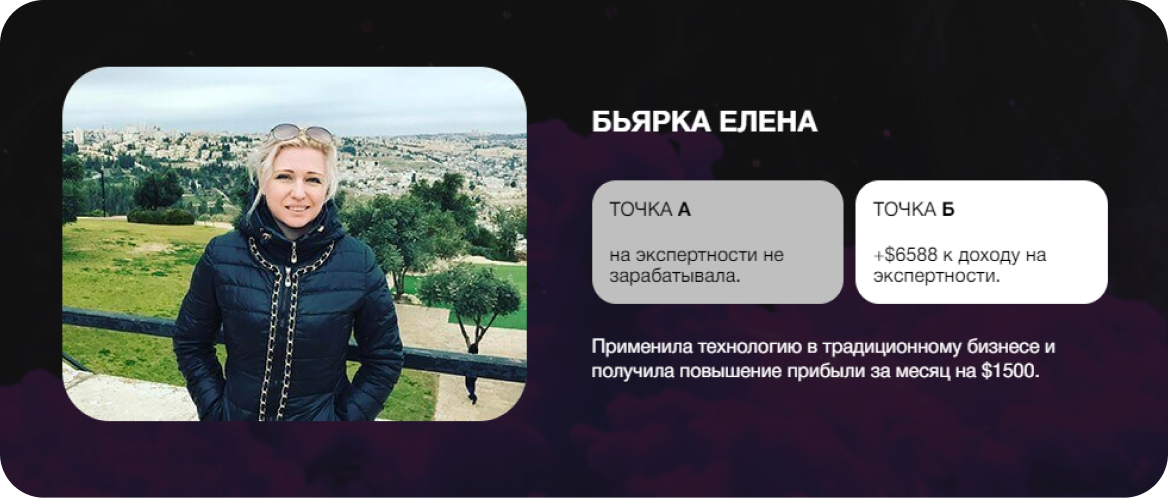 БЬЯРКА ЕЛЕНА
ТОЧКА А
на экспертности не
зарабатывала.
ТОЧКА Б
+$6588 к доходу на
экспертности.
Применила технологию в традиционному бизнесе и
получила повышение прибыли за месяц на $1500.